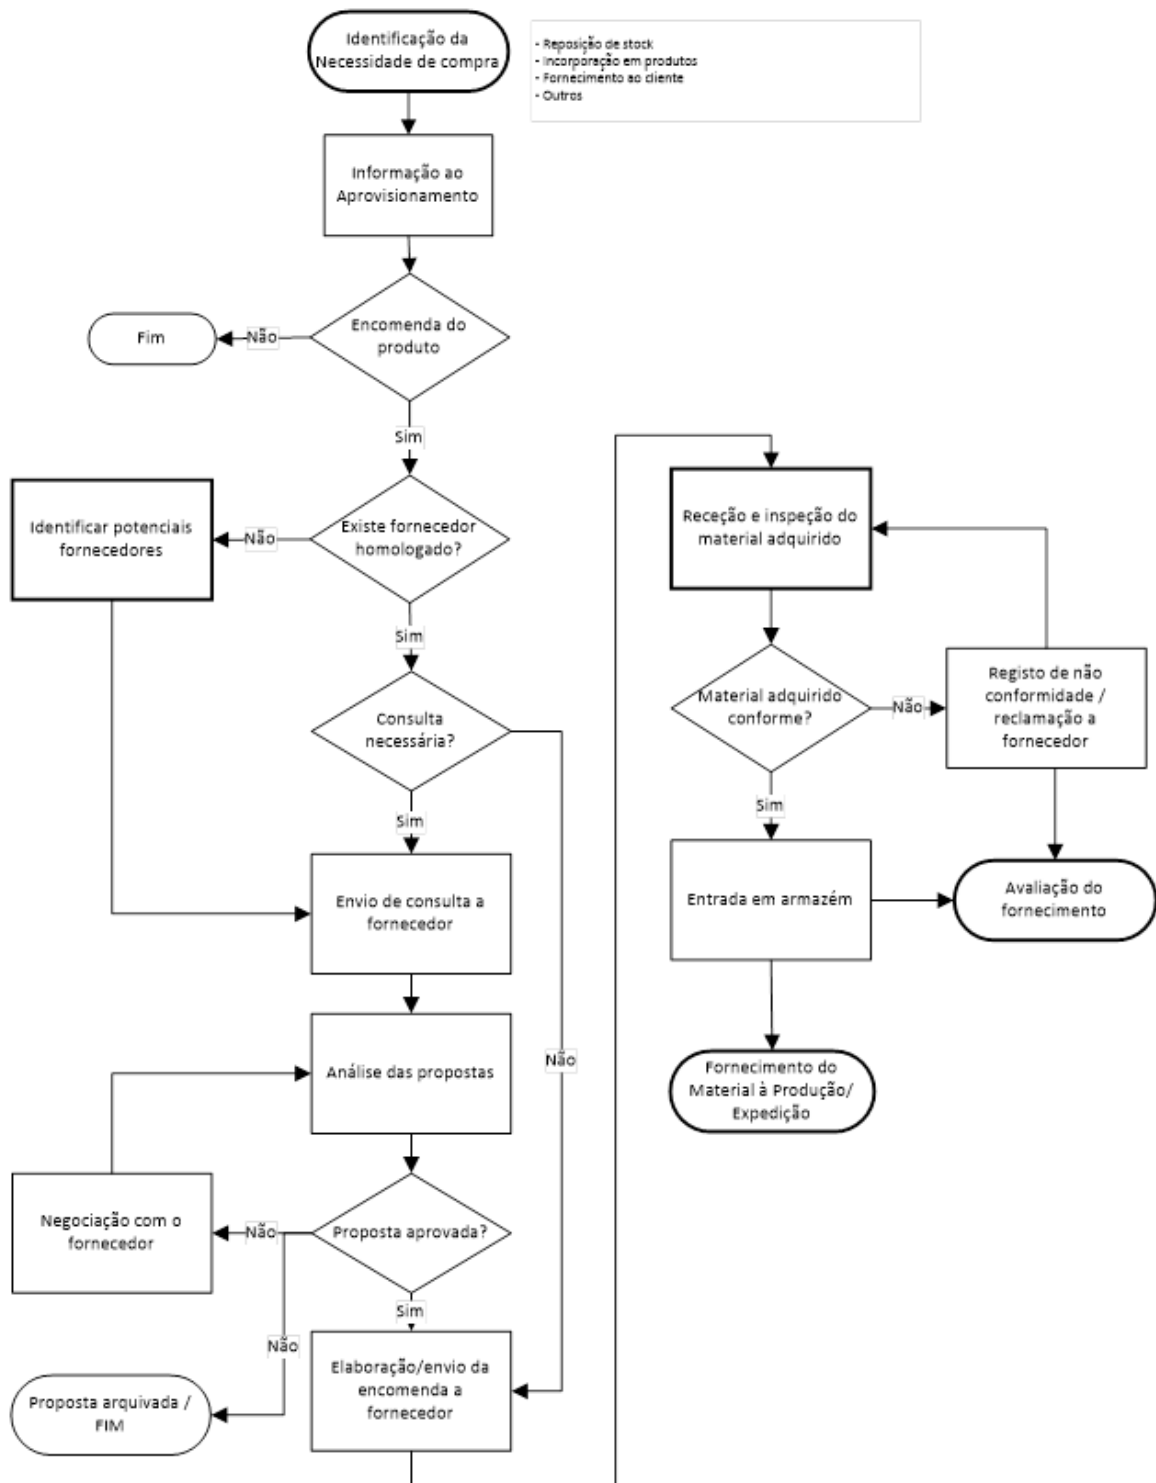 Identificação da
Necessidade de compra
- Reposição de stock
- Incorporação em produtos
- Fornecimento ao cliente
- Outros
Informação ao
Aprovisionamento
Encomenda do
produto
Não
Fim
Sim
Existe fornecedor
homologado?
Não
Identificar potenciais
fornecedores
Sim
Consulta
necessária?
Sim
Não
Envio de consulta a
fornecedor
Análise das propostas
Proposta aprovada?
Não
Negociação com o
fornecedor
Não
Proposta arquivada /
FIM
Sim
Elaboração/envio da
encomenda a
fornecedor
Receção e inspeção do
material adquirido
Material adquirido
conforme?
Não
Registo de não
conformidade /
reclamação a
fornecedor
Sim
Entrada em armazém
Avaliação do
fornecimento
Fornecimento do
Material à Produção/
Expedição